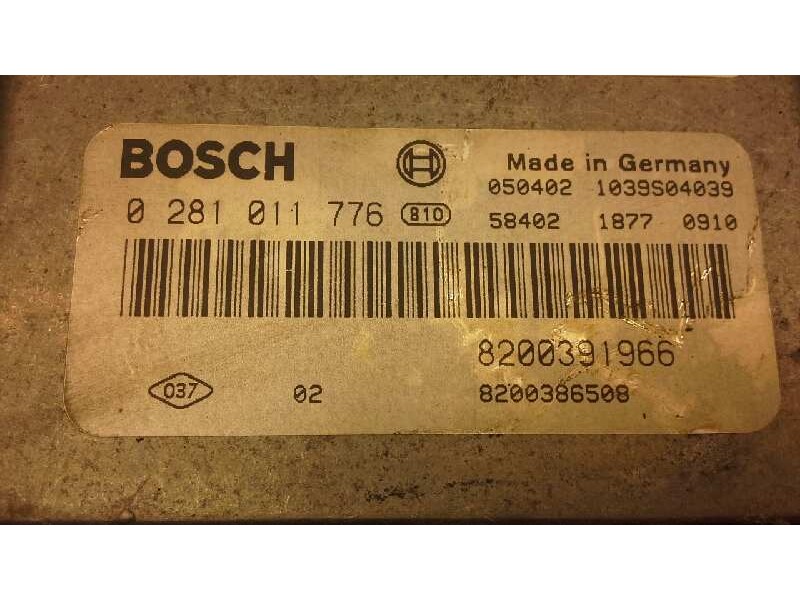 BOSCH
Made in Germany
050402 1039S04039
0 281 011 776 810
58402 1877 0910
8200391966
037 02 8200386508